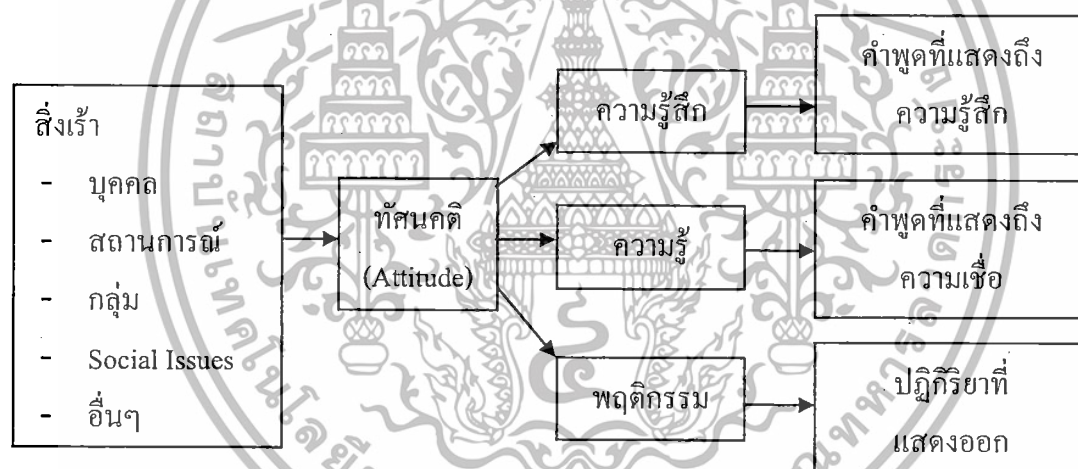 สิ่งเร้า
- บุคคล
- สถานการณ์
- กลุ่ม
- Social Issues
- อื่นๆ
ทัศนคติ
(Attitude)
ความรู้สึก
ความรู้
พฤติกรรม
คำพูดที่แสดงถึง
ความรู้สึก
คำพูดที่แสดงถึง
ความเชื่อ
ปฏิกิริยาที่
แสดงออก